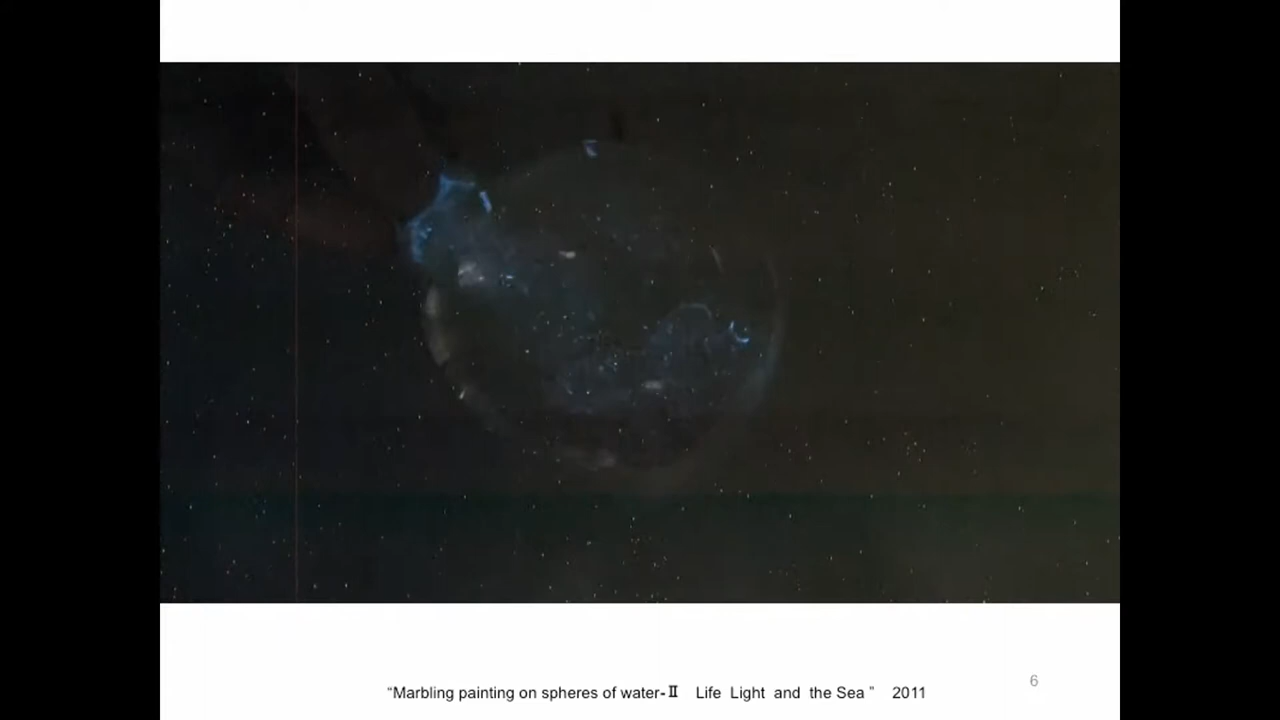 6
“Marbling painting on spheres of water-Ⅱ Life Light and the Sea ” 2011